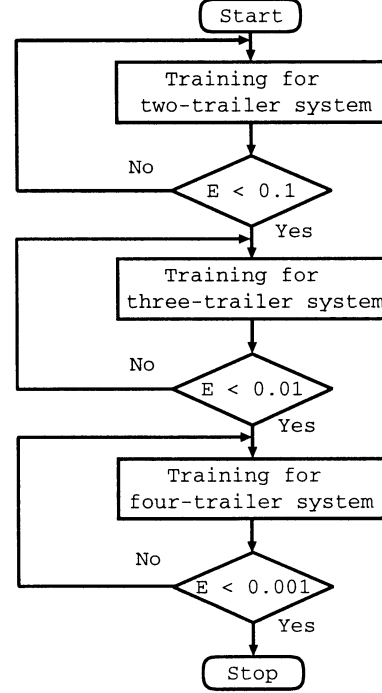 Start
Training for
two-trailer system
No
E < 0.1
Yes
Training for
three-trailer system
No
E < 0.01
Yes
Training for
four-trailer system
No
E < 0.001
Yes
Stop